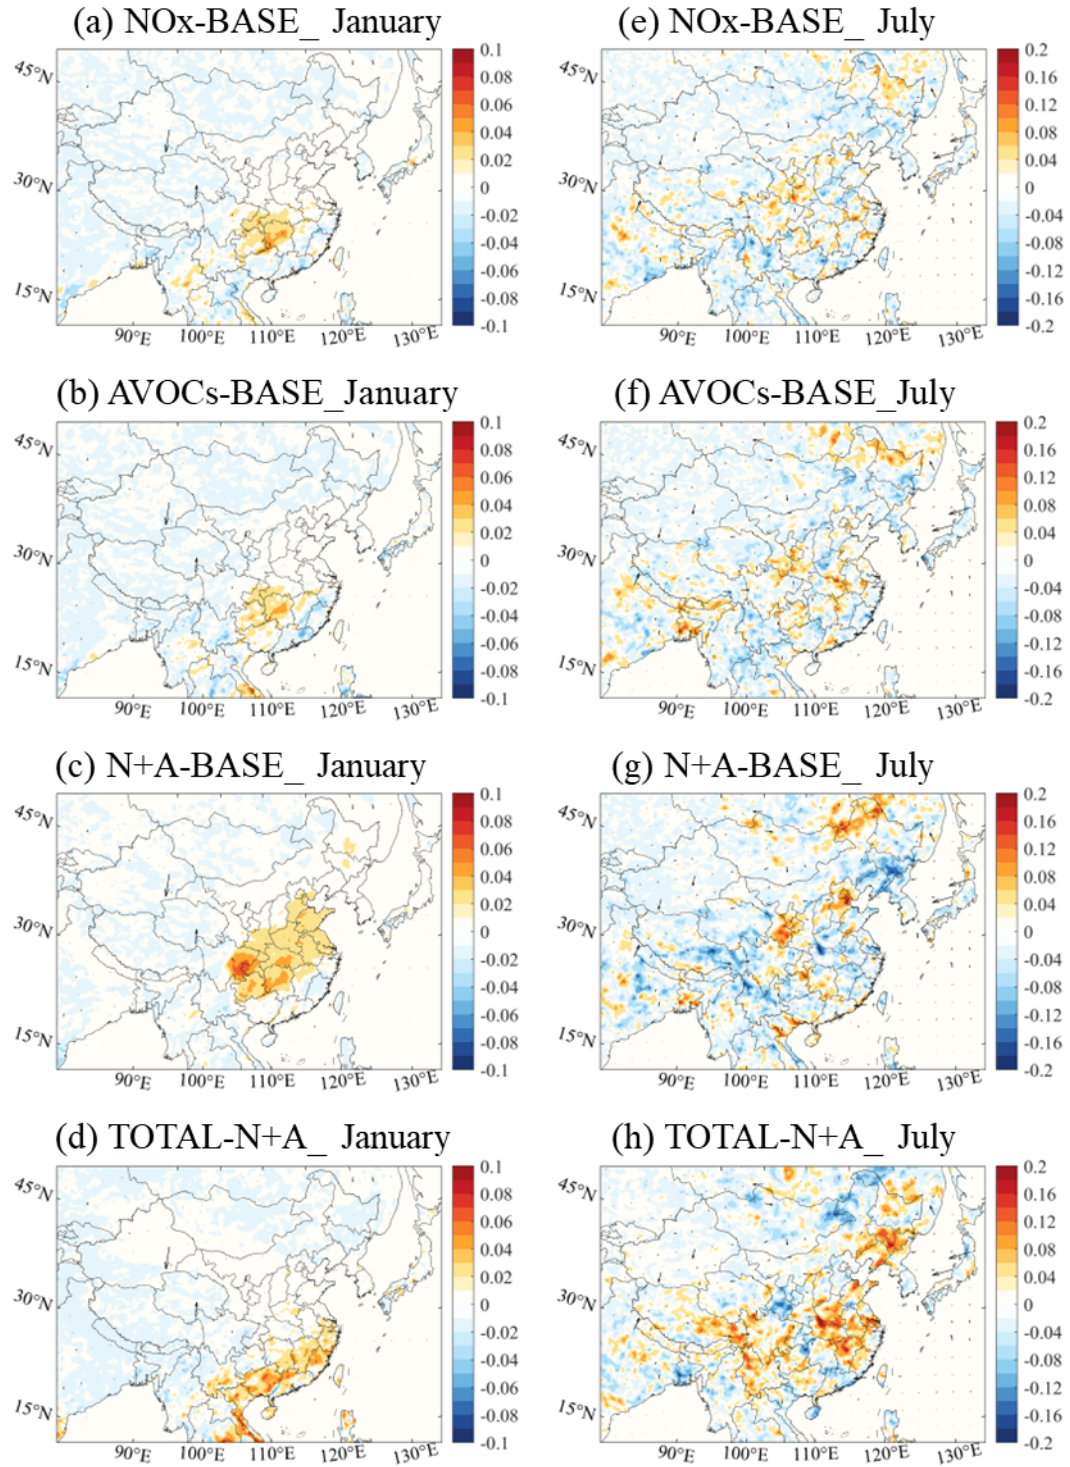 (a) NOx-BASE_ January
45°N
30°N
15°N
90°E 100°E 110°E 120°E 130°E
0.1
0.08
0.06
0.04
0.02
0
-0.02
-0.04
-0.06
-0.08
-0.1
(e) NOx-BASE_ July
45°N
30°N
15°N
90°E 100°E 110°E 120°E 130°E
0.2
0.16
0.12
0.08
0.04
0
-0.04
-0.08
-0.12
-0.16
-0.2
(b) AVOCs-BASE_January
45°N
30°N
15°N
90°E 100°E 110°E 120°E 130°E
0.1
0.08
0.06
0.04
0.02
0
-0.02
-0.04
-0.06
-0.08
-0.1
(f) AVOCs-BASE_July
45°N
30°N
15°N
90°E 100°E 110°E 120°E 130°E
0.2
0.16
0.12
0.08
0.04
0
-0.04
-0.08
-0.12
-0.16
-0.2
(c) N+A-BASE_ January
45°N
30°N
15°N
90°E 100°E 110°E 120°E 130°E
0.1
0.08
0.06
0.04
0.02
0
-0.02
-0.04
-0.06
-0.08
-0.1
(g) N+A-BASE_ July
45°N
30°N
15°N
90°E 100°E 110°E 120°E 130°E
0.2
0.16
0.12
0.08
0.04
0
-0.04
-0.08
-0.12
-0.16
-0.2
(d) TOTAL-N+A_ January
45°N
30°N
15°N
90°E 100°E 110°E 120°E 130°E
0.1
0.08
0.06
0.04
0.02
0
-0.02
-0.04
-0.06
-0.08
-0.1
(h) TOTAL-N+A_ July
45°N
30°N
15°N
90°E 100°E 110°E 120°E 130°E
0.2
0.16
0.12
0.08
0.04
0
-0.04
-0.08
-0.12
-0.16
-0.2